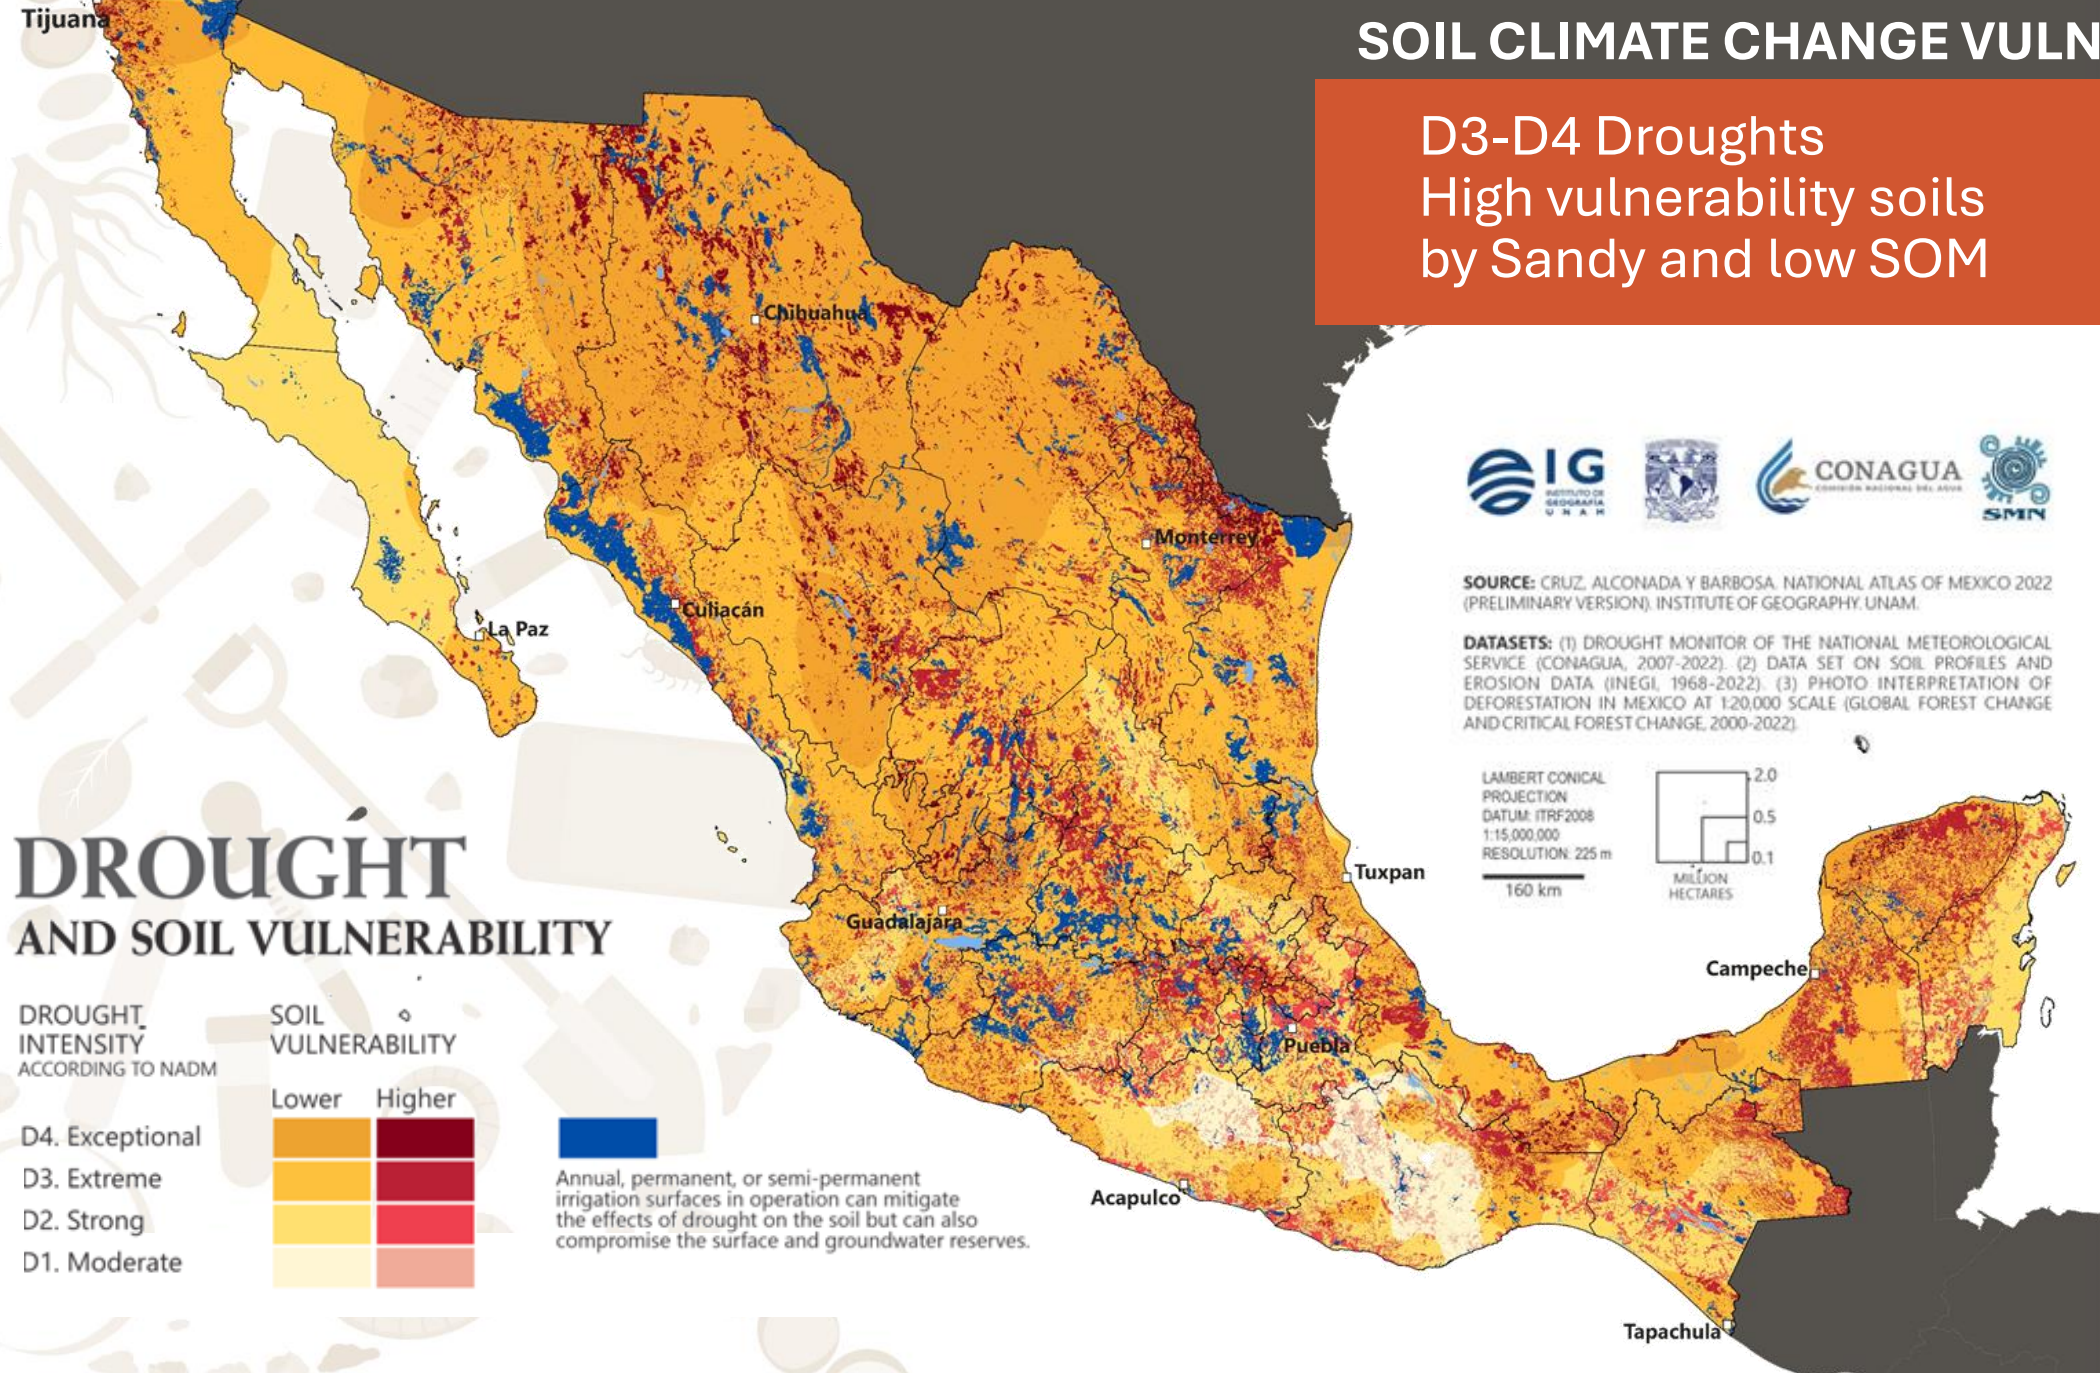 SOIL CLIMATE CHANGE VULN
D3-D4 Droughts
High vulnerability soils
by Sandy and low SOM
Tijuana
Chihuahua
Monterrey
Culiacán
La Paz
Tuxpan
Guadalajara
Campeche
Puebla
Acapulco
Tapachula
IG
INSTITUTO DE
GEOGRAFÍA
UNAM
CONAGUA
COMISIÓN NACIONAL DEL AGUA
SMN
SOURCE: CRUZ, ALCONADA Y BARBOSA. NATIONAL ATLAS OF MEXICO 2022
(PRELIMINARY VERSION). INSTITUTE OF GEOGRAPHY. UNAM.
DATASETS: (1) DROUGHT MONITOR OF THE NATIONAL METEOROLOGICAL
SERVICE (CONAGUA, 2007-2022). (2) DATA SET ON SOIL PROFILES AND
EROSION DATA (INEGI, 1968-2022). (3) PHOTO INTERPRETATION OF
DEFORESTATION IN MEXICO AT 1:20,000 SCALE (GLOBAL FOREST CHANGE
AND CRITICAL FOREST CHANGE, 2000-2022).
LAMBERT CONICAL
PROJECTION
DATUM: ITRF2008
1:15,000,000
RESOLUTION: 225 m
160 km
2.0
0.5
0.1
MILLION
HECTARES
DROUGHT
AND SOIL VULNERABILITY
DROUGHT
INTENSITY
ACCORDING TO NADM
SOIL
VULNERABILITY
Lower Higher
D4. Exceptional
D3. Extreme
D2. Strong
D1. Moderate
Annual, permanent, or semi-permanent
irrigation surfaces in operation can mitigate
the effects of drought on the soil but can also
compromise the surface and groundwater reserves.